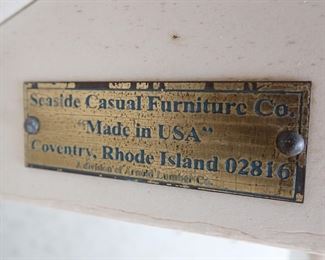 Seaside Casual Furniture Co.
"Made in USA"
Coventry, Rhode Island 02816
A division of Arnold Lumber Co.